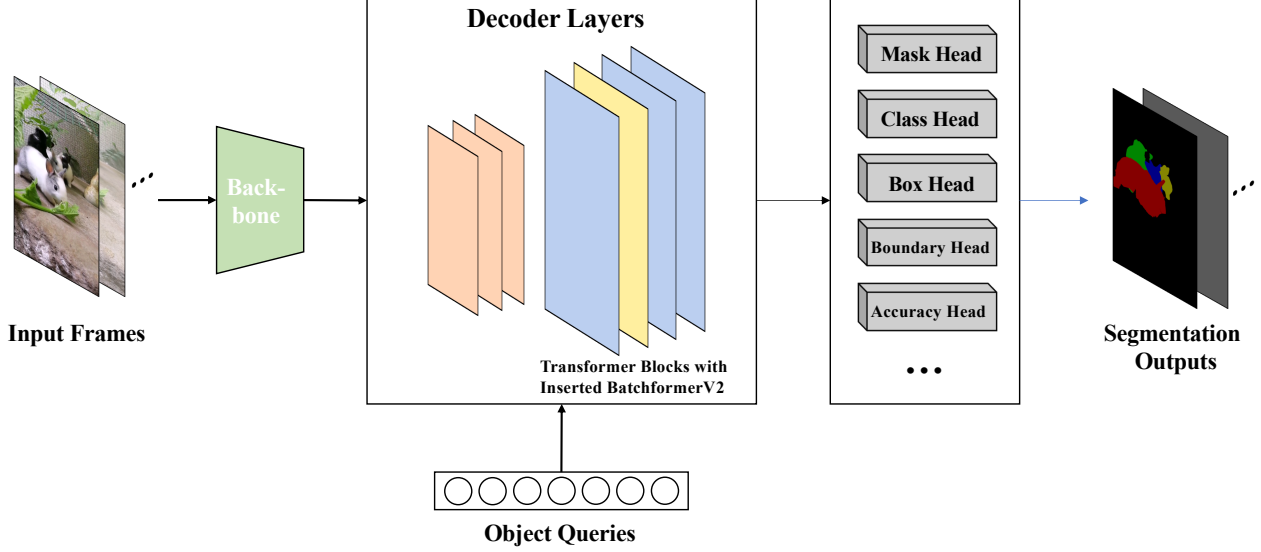 Decoder Layers
Mask Head
Class Head
Box Head
Boundary Head
Accuracy Head
...
Back-
bone
...
...
Input Frames
Transformer Blocks with
Inserted BatchformerV2
Segmentation
Outputs
Object Queries